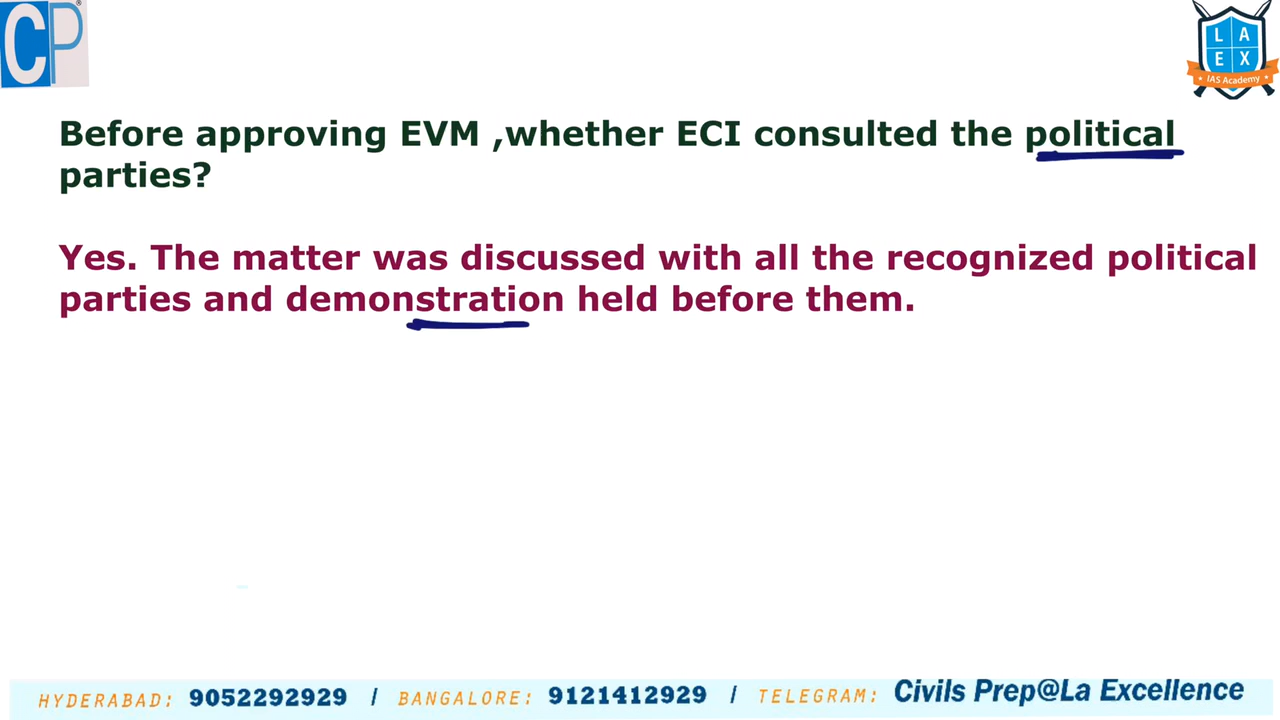 CP®
L A
E X
IAS Academy
Before approving EVM ,whether ECI consulted the political
parties?
Yes. The matter was discussed with all the recognized political
parties and demonstration held before them.
HYDERABAD: 9052292929 / BANGALORE: 9121412929 / TELEGRAM: Civils Prep@La Excellence